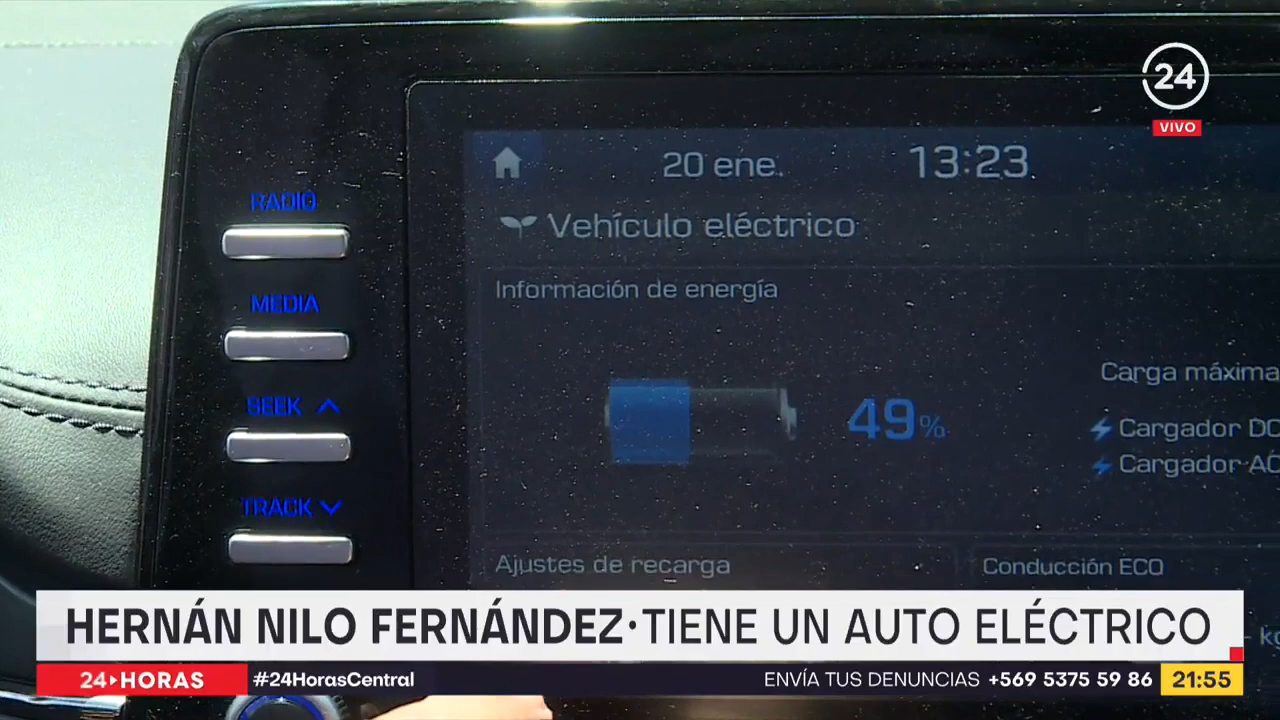 24
VIVO
20 ene. 13:23
Vehículo eléctrico
Información de energía
49%
Carga máxima
Cargador DC
Cargador AC
Ajustes de recarga
Conducción ECO
RADIO
MEDIA
SEEK
TRACK
HERNÁN NILO FERNÁNDEZ·TIENE UN AUTO ELÉCTRICO
24 HORAS #24HorasCentral ENVÍA TUS DENUNCIAS +569 5375 59 86 21:55